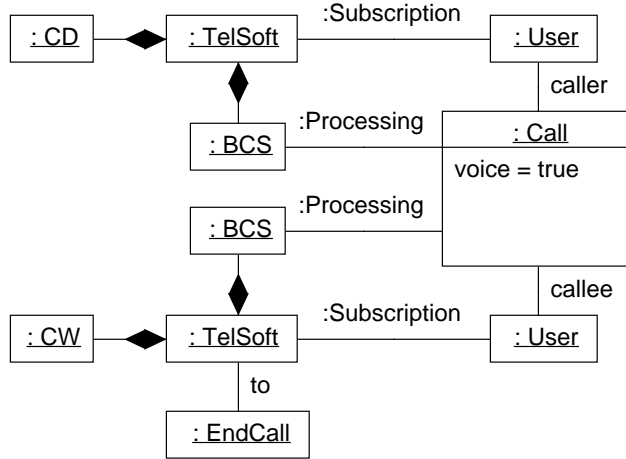 :Subscription
: CD
: TelSoft
: User
caller
:Processing
: BCS
: Call
voice = true
:Processing
: BCS
callee
:Subscription
: CW
: TelSoft
: User
to
: EndCall